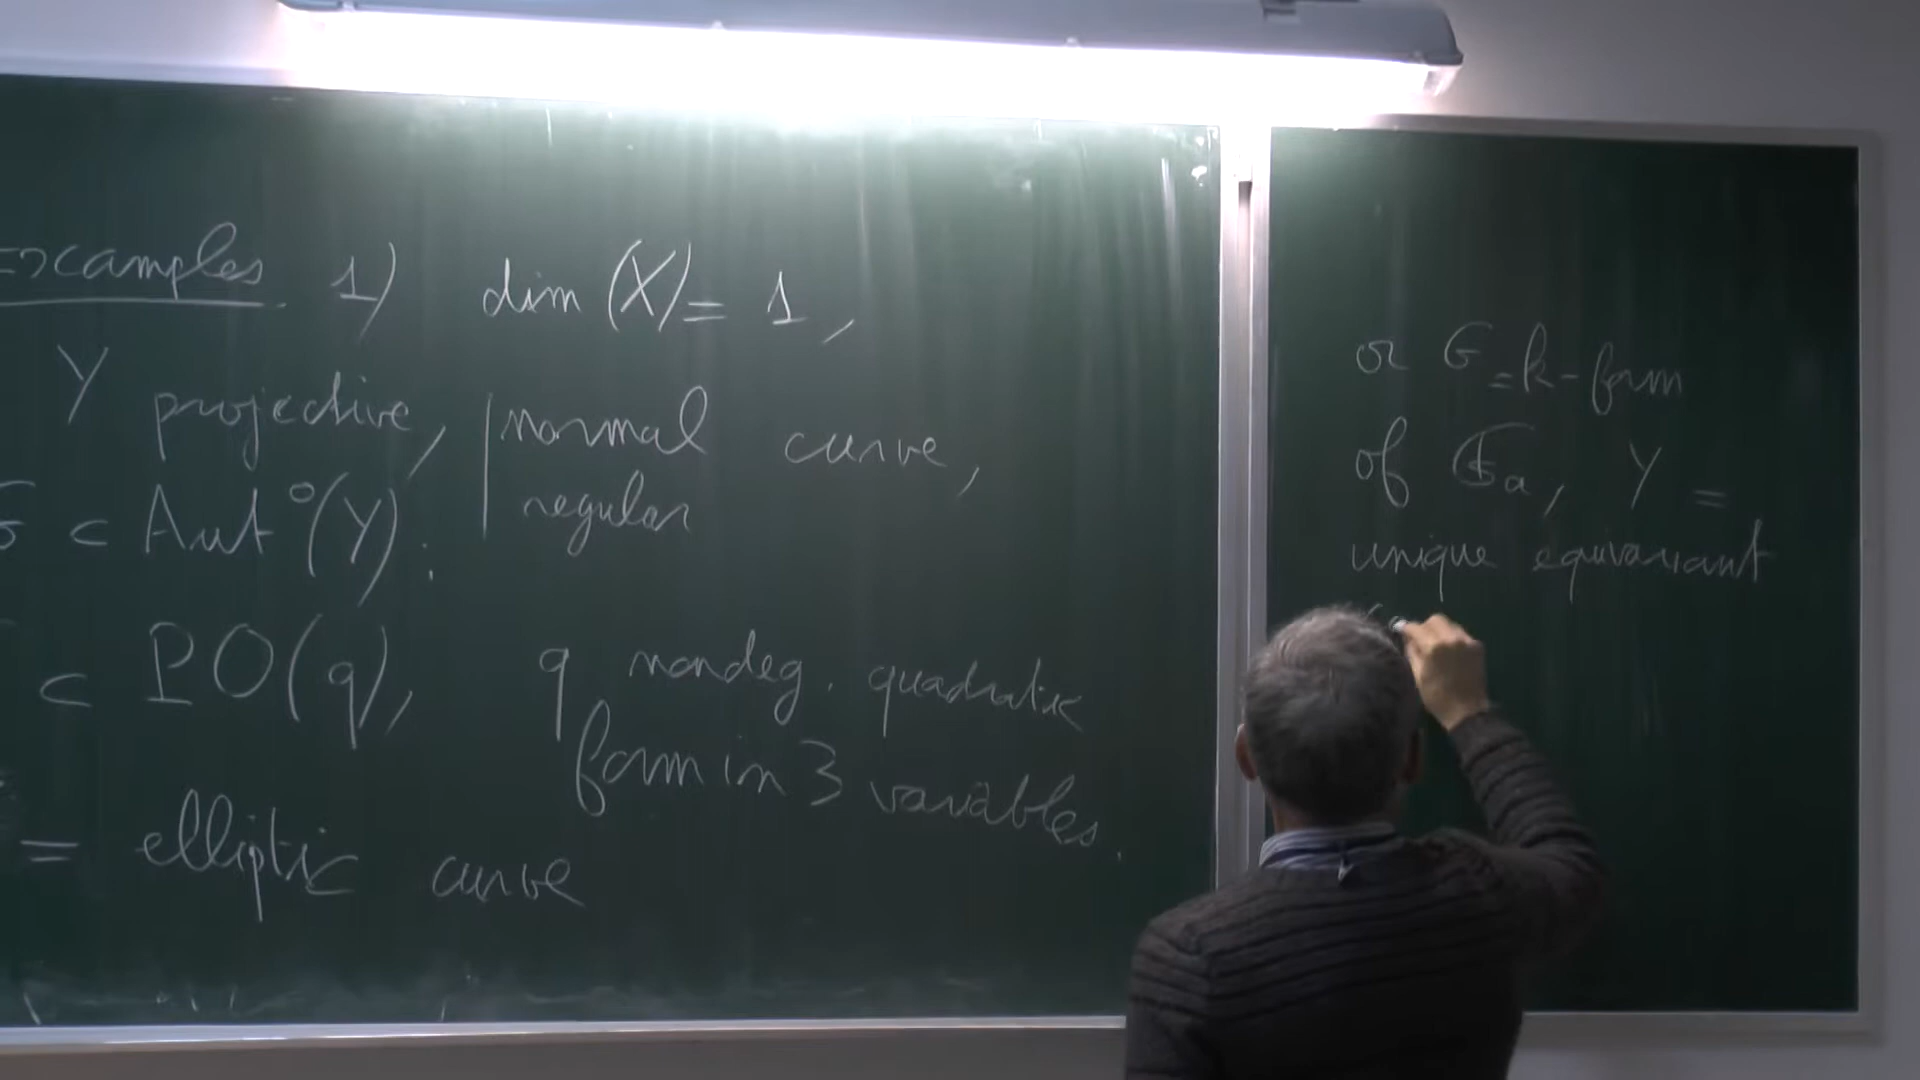 Examples 1) dim (X) = 1,
Y projective, | normal curve,
regular
G ⊂ Aut°(Y).
⊂ PO(q), q nondeg. quadratic
form in 3 variables.
= elliptic curve
or G = k-form
of 𝔾a, Y =
unique equivariant